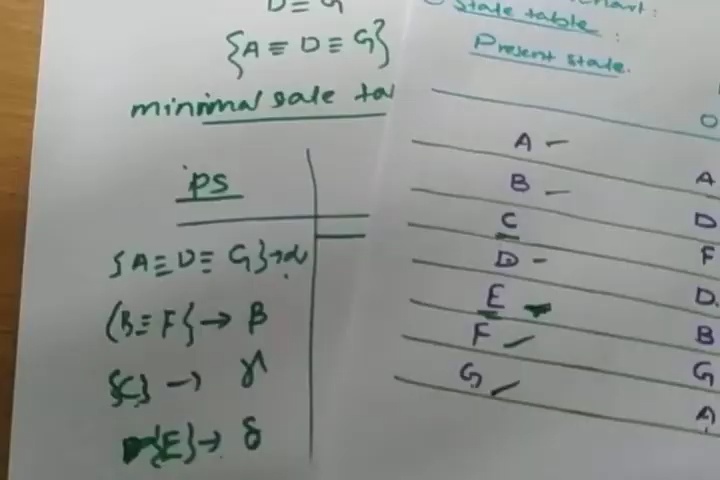 D ≡ G
{A ≡ D ≡ G}
minimal sate ta
PS
{A ≡ D ≡ G} → α
{B ≡ F} → β
{C} → γ
{E} → δ
State table :
Present state.
O
A – A
B – D
C F
D – D.
E B
F G
G A